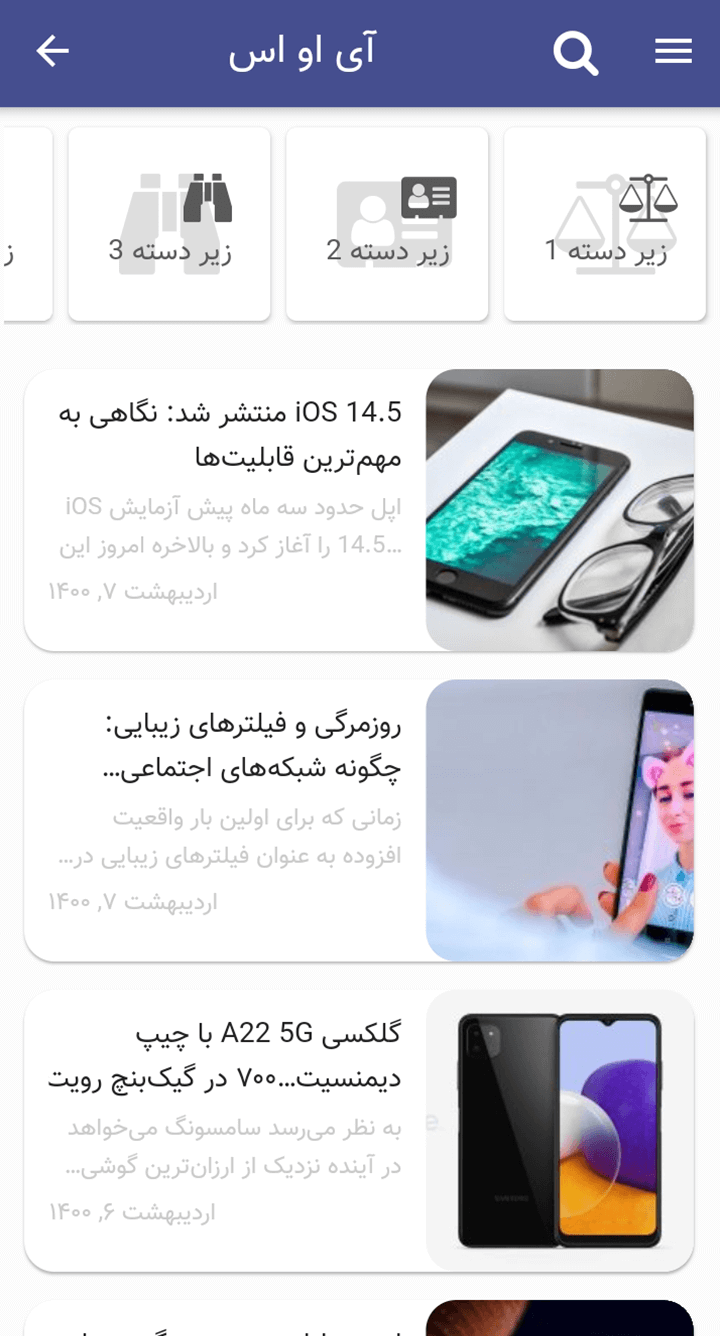 آی او اس
زیر دسته 1
زیر دسته 2
زیر دسته 3
iOS 14.5 منتشر شد: نگاهی به
مهم‌ترین قابلیت‌ها
اپل حدود سه ماه پیش آزمایش iOS
14.5 را آغاز کرد و بالاخره امروز این...
اردیبهشت ۷, ۱۴۰۰
روزمرگی و فیلترهای زیبایی:
چگونه شبکه‌های اجتماعی...
زمانی که برای اولین بار واقعیت
افزوده به عنوان فیلترهای زیبایی در...
اردیبهشت ۷, ۱۴۰۰
گلکسی A22 5G با چیپ
دیمنسیت...۷۰۰ در گیک‌بنچ رویت
به نظر می‌رسد سامسونگ می‌خواهد
در آینده نزدیک از ارزان‌ترین گوشی...
اردیبهشت ۶, ۱۴۰۰
SAMSUNG